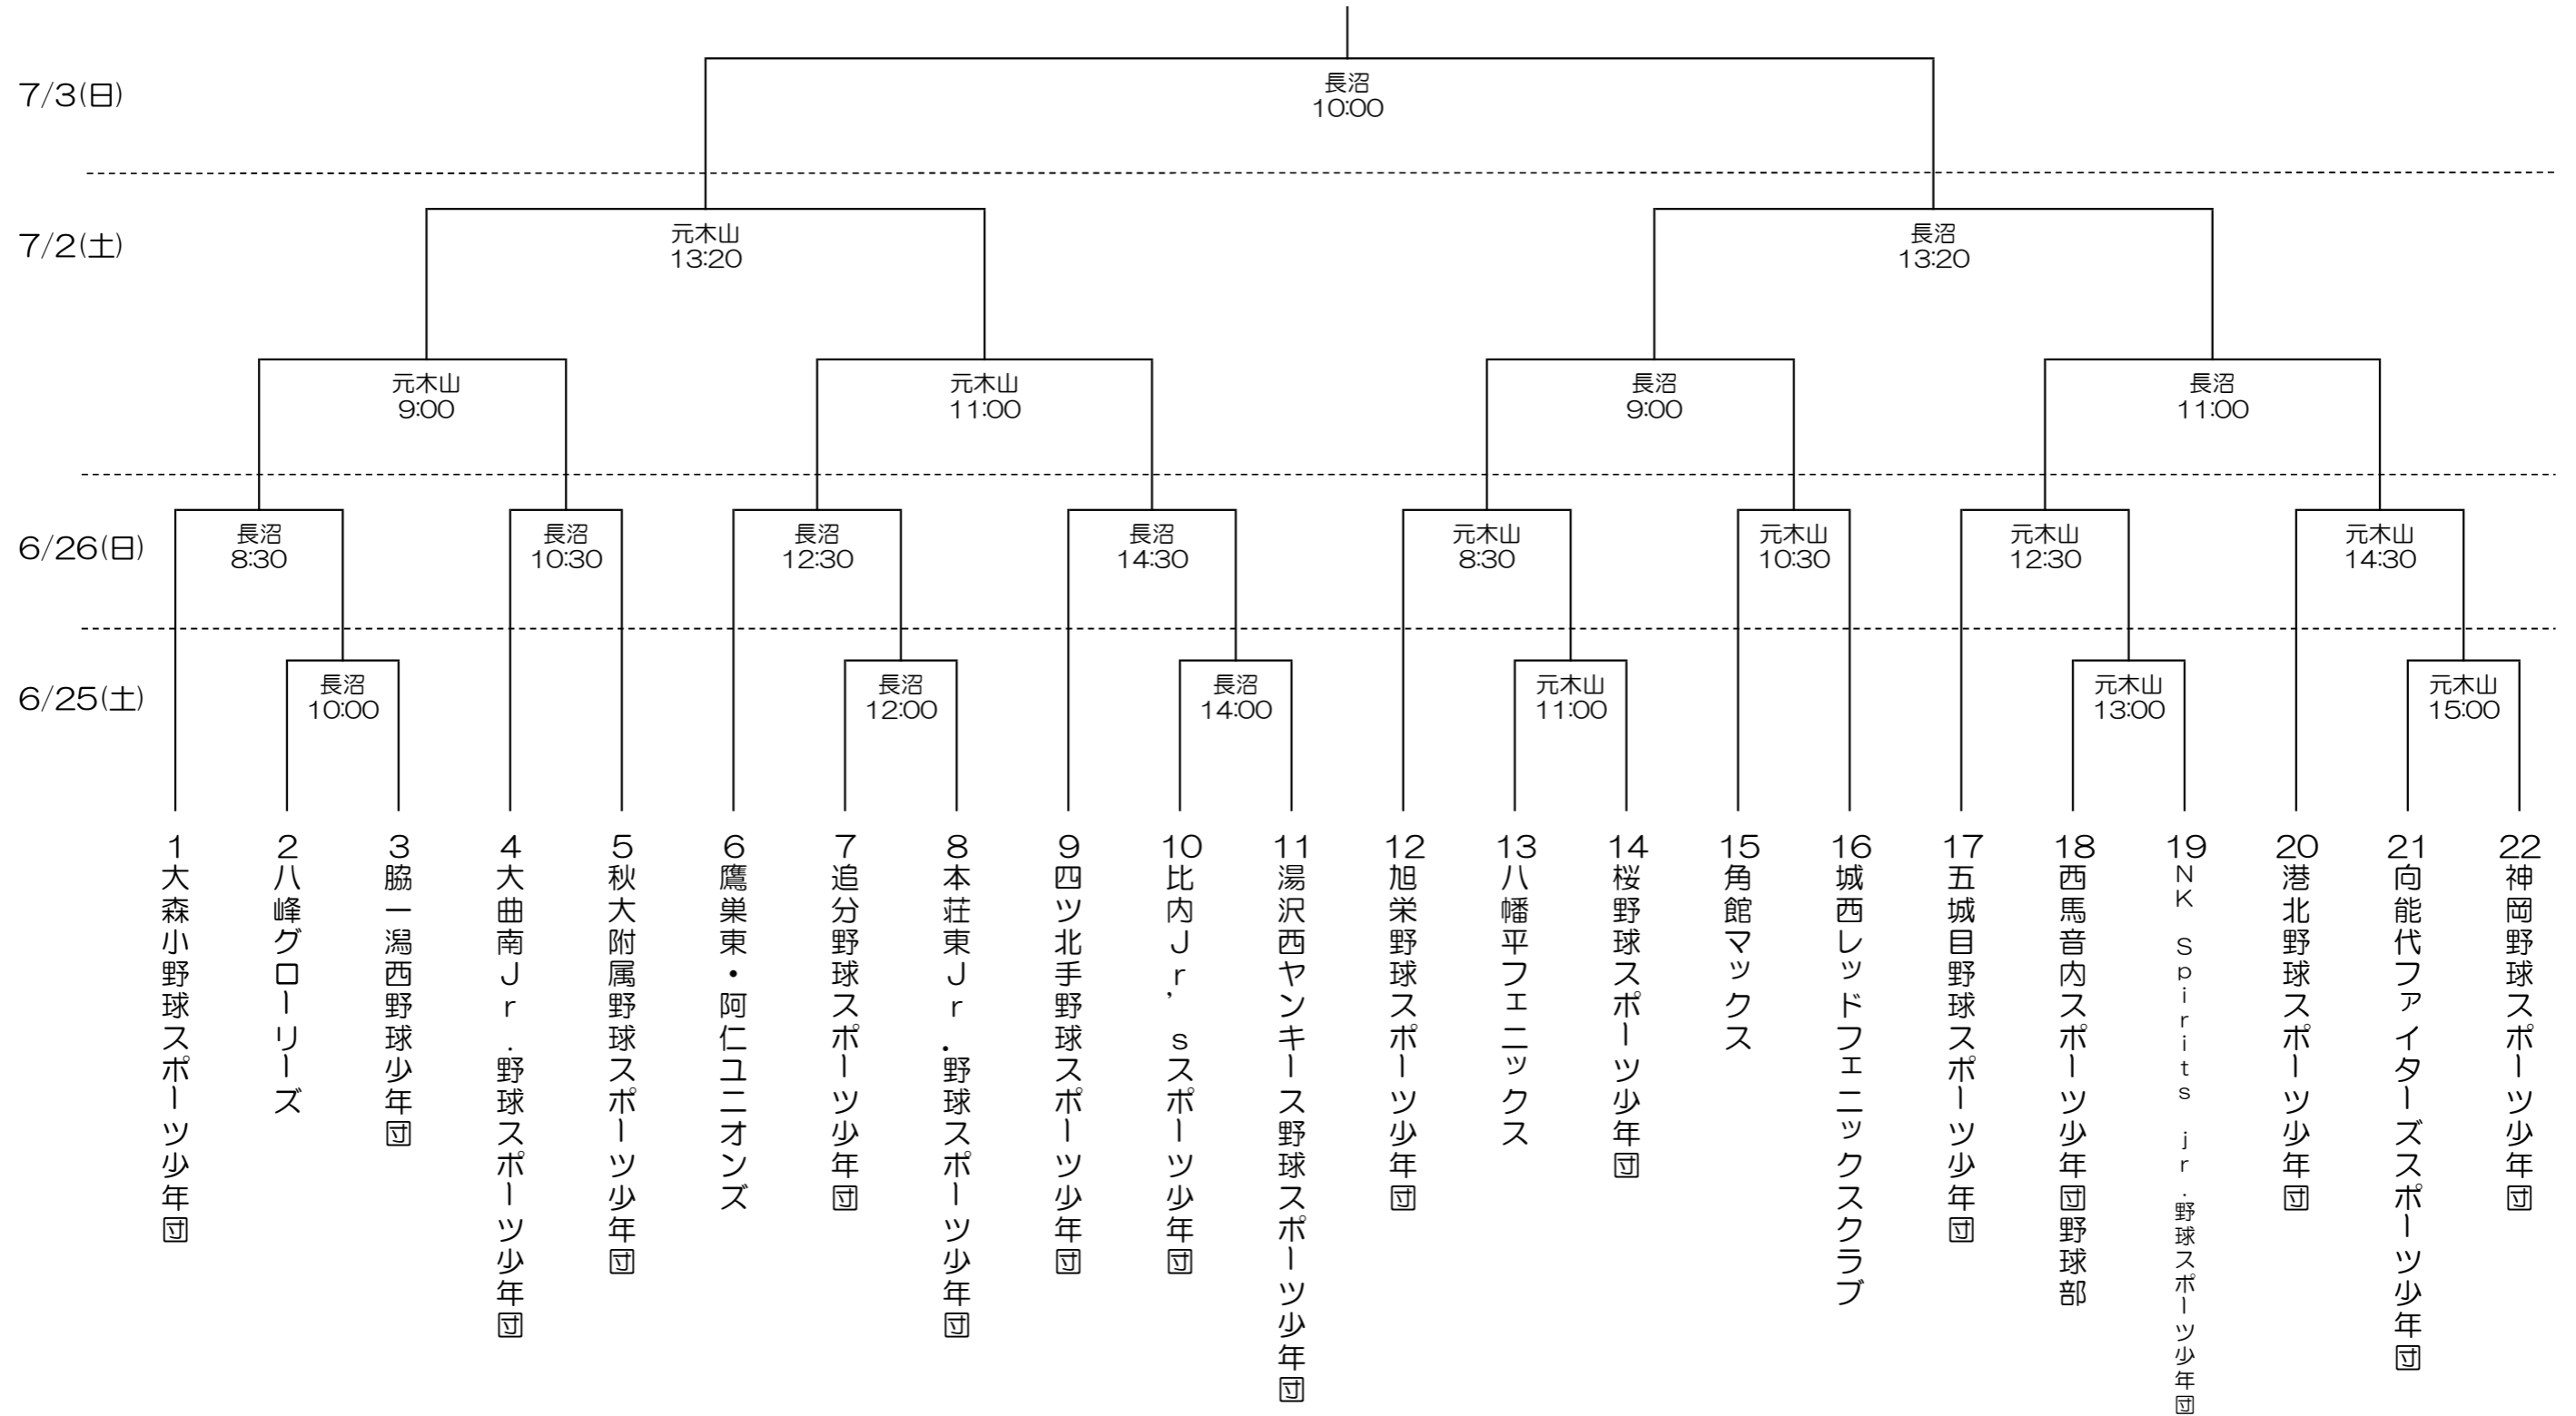 長沼
10:00
7/3(日)
元木山
13:20
長沼
13:20
7/2(土)
元木山
9:00
元木山
11:00
長沼
9:00
長沼
11:00
長沼
8:30
長沼
10:30
長沼
12:30
長沼
14:30
元木山
8:30
元木山
10:30
元木山
12:30
元木山
14:30
6/26(日)
長沼
10:00
長沼
12:00
長沼
14:00
元木山
11:00
元木山
13:00
元木山
15:00
6/25(土)
1
大森小野球スポーツ少年団
2
八峰グローリーズ
3
脇一潟西野球少年団
4
大曲南Jr.野球スポーツ少年団
5
秋大附属野球スポーツ少年団
6
鷹巣東・阿仁ユニオンズ
7
追分野球スポーツ少年団
8
本荘東Jr.野球スポーツ少年団
9
四ツ北手野球スポーツ少年団
10
比内Jr’sスポーツ少年団
11
湯沢西ヤンキース野球スポーツ少年団
12
旭栄野球スポーツ少年団
13
八幡平フェニックス
14
桜野球スポーツ少年団
15
角館マックス
16
城西レッドフェニックスクラブ
17
五城目野球スポーツ少年団
18
西馬音内スポーツ少年団野球部
19
NK Spirits jr.野球スポーツ少年団
20
港北野球スポーツ少年団
21
向能代ファイターズスポーツ少年団
22
神岡野球スポーツ少年団